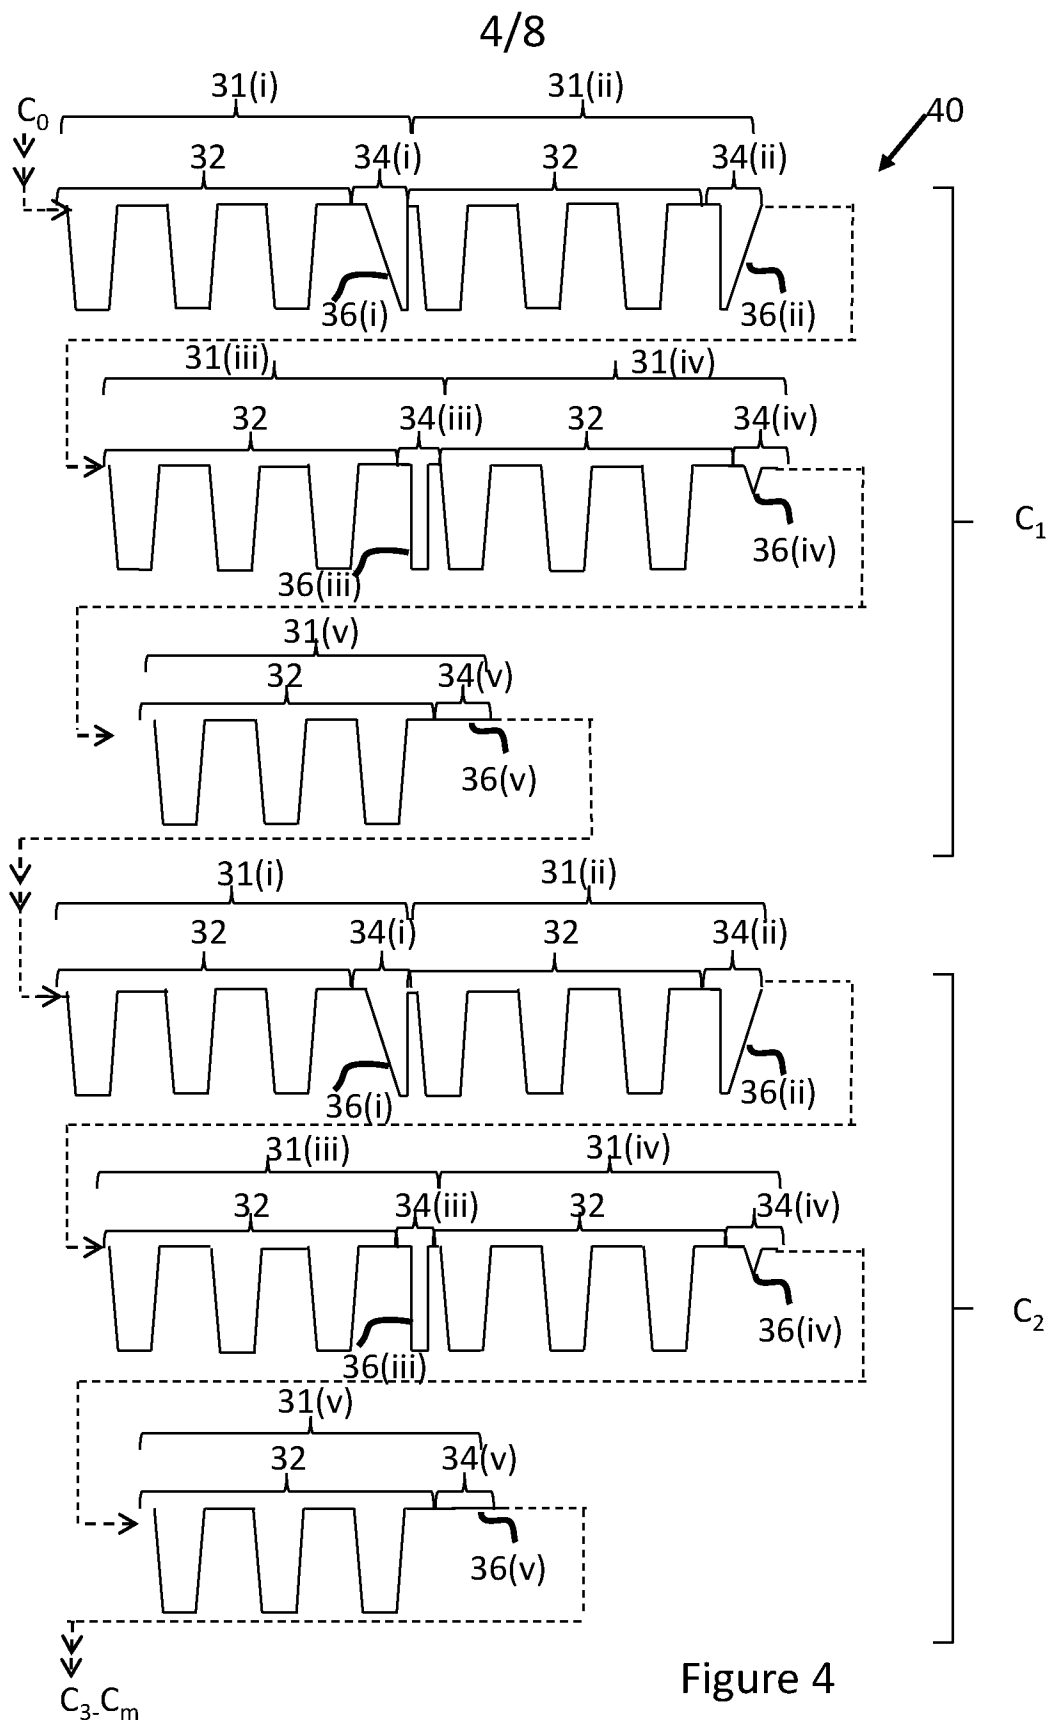 4/8
31(i) 31(ii)
C0 40
32 34(i) 32 34(ii)
36(i) 36(ii)
31(iii) 31(iv)
32 34(iii) 32 34(iv)
C1
36(iii) 36(iv)
31(v)
32 34(v)
36(v)
31(i) 31(ii)
32 34(i) 32 34(ii)
36(i) 36(ii)
31(iii) 31(iv)
32 34(iii) 32 34(iv)
C2
36(iii) 36(iv)
31(v)
32 34(v)
36(v)
Figure 4
C3-Cm